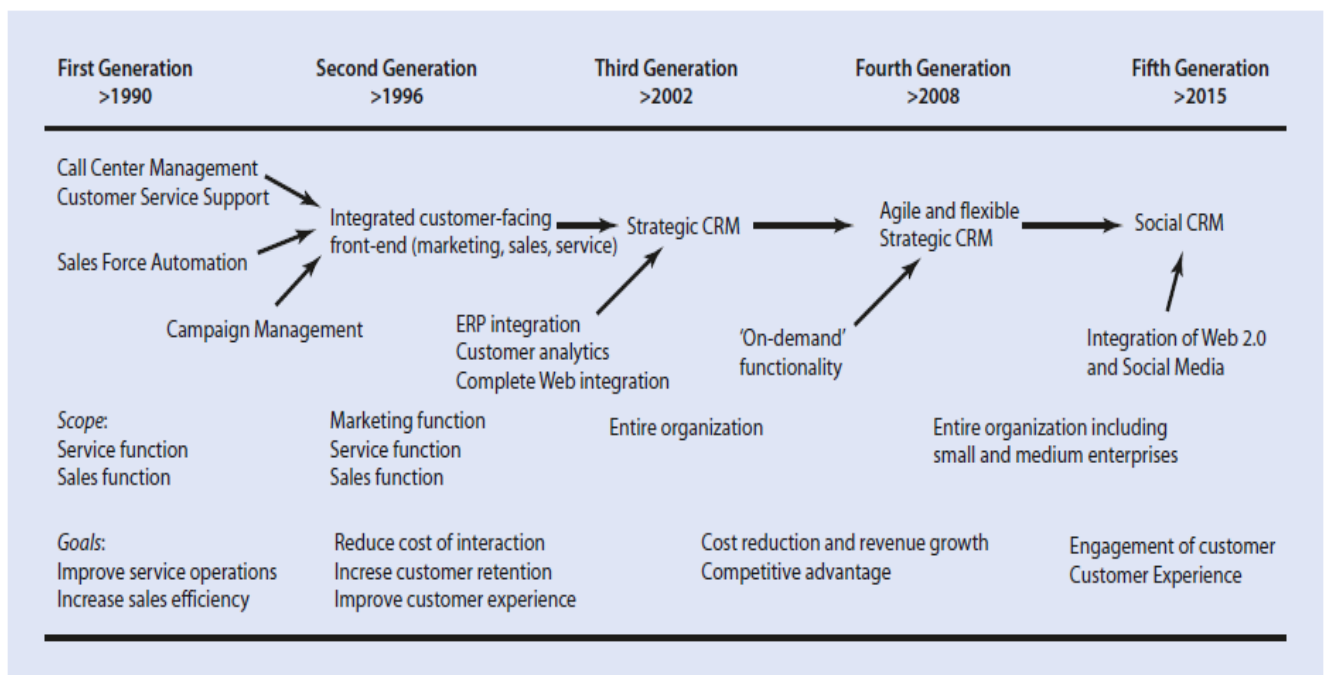 First Generation
>1990
Second Generation
>1996
Third Generation
>2002
Fourth Generation
>2008
Fifth Generation
>2015
Call Center Management
Customer Service Support
Sales Force Automation
Campaign Management
Integrated customer-facing
front-end (marketing, sales, service)
Strategic CRM
ERP integration
Customer analytics
Complete Web integration
Agile and flexible
Strategic CRM
'On-demand'
functionality
Social CRM
Integration of Web 2.0
and Social Media
Scope:
Service function
Sales function
Marketing function
Service function
Sales function
Entire organization
Entire organization including
small and medium enterprises
Goals:
Improve service operations
Increase sales efficiency
Reduce cost of interaction
Increse customer retention
Improve customer experience
Cost reduction and revenue growth
Competitive advantage
Engagement of customer
Customer Experience